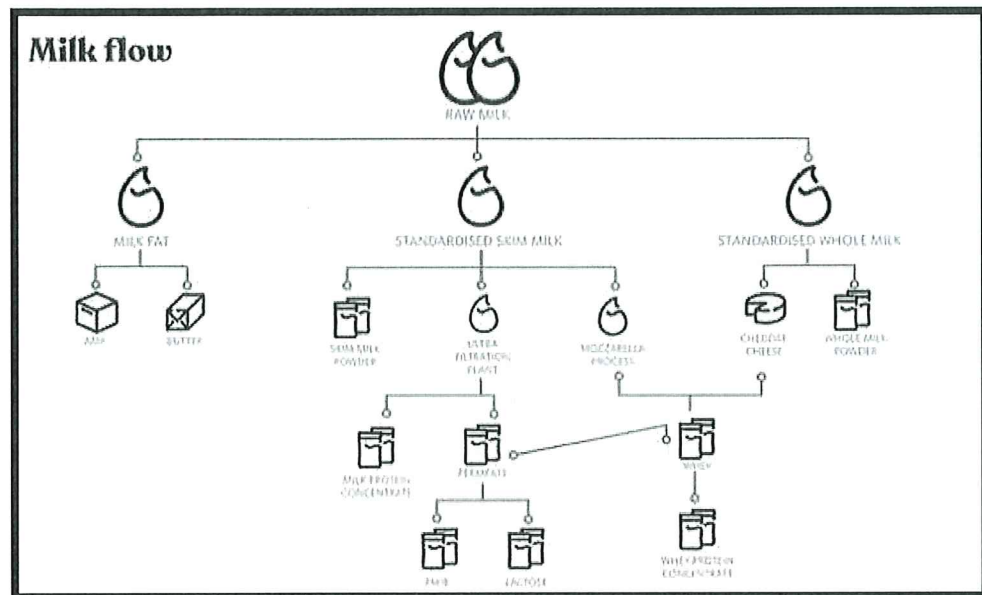 Milk flow
RAW MILK
MILK FAT
STANDARDISED SKIM MILK
STANDARDISED WHOLE MILK
AMF
BUTTER
SKIM MILK
POWDER
ULTRA
FILTRATION
PLANT
MOZZARELLA
PROCESS
CHEDDAR
CHEESE
WHOLE MILK
POWDER
MILK PROTEIN
CONCENTRATE
PERMEATE
WHEY
LACTOSE
WHEY PROTEIN
CONCENTRATE